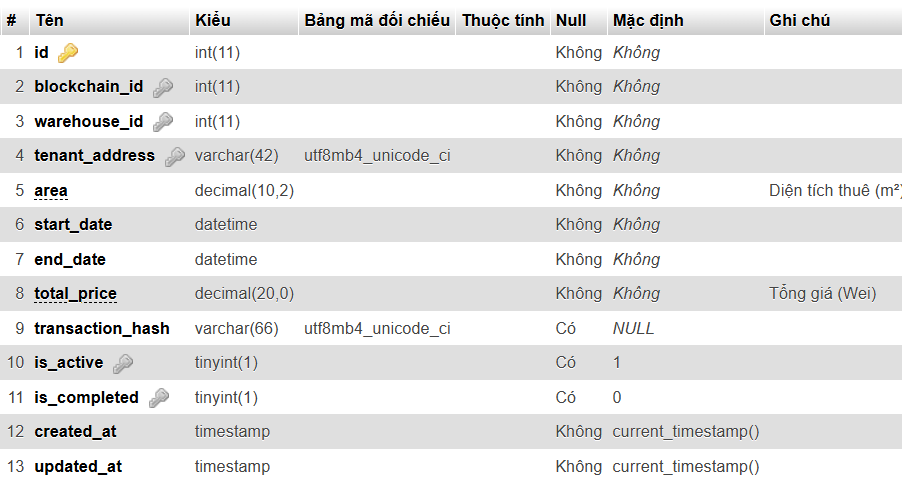 # Tên Kiểu Bảng mã đối chiếu Thuộc tính Null Mặc định Ghi chú
1 id int(11) Không Không
2 blockchain_id int(11) Không Không
3 warehouse_id int(11) Không Không
4 tenant_address varchar(42) utf8mb4_unicode_ci Không Không
5 area decimal(10,2) Không Không Diện tích thuê (m²)
6 start_date datetime Không Không
7 end_date datetime Không Không
8 total_price decimal(20,0) Không Không Tổng giá (Wei)
9 transaction_hash varchar(66) utf8mb4_unicode_ci Có NULL
10 is_active tinyint(1) Có 1
11 is_completed tinyint(1) Có 0
12 created_at timestamp Không current_timestamp()
13 updated_at timestamp Không current_timestamp()